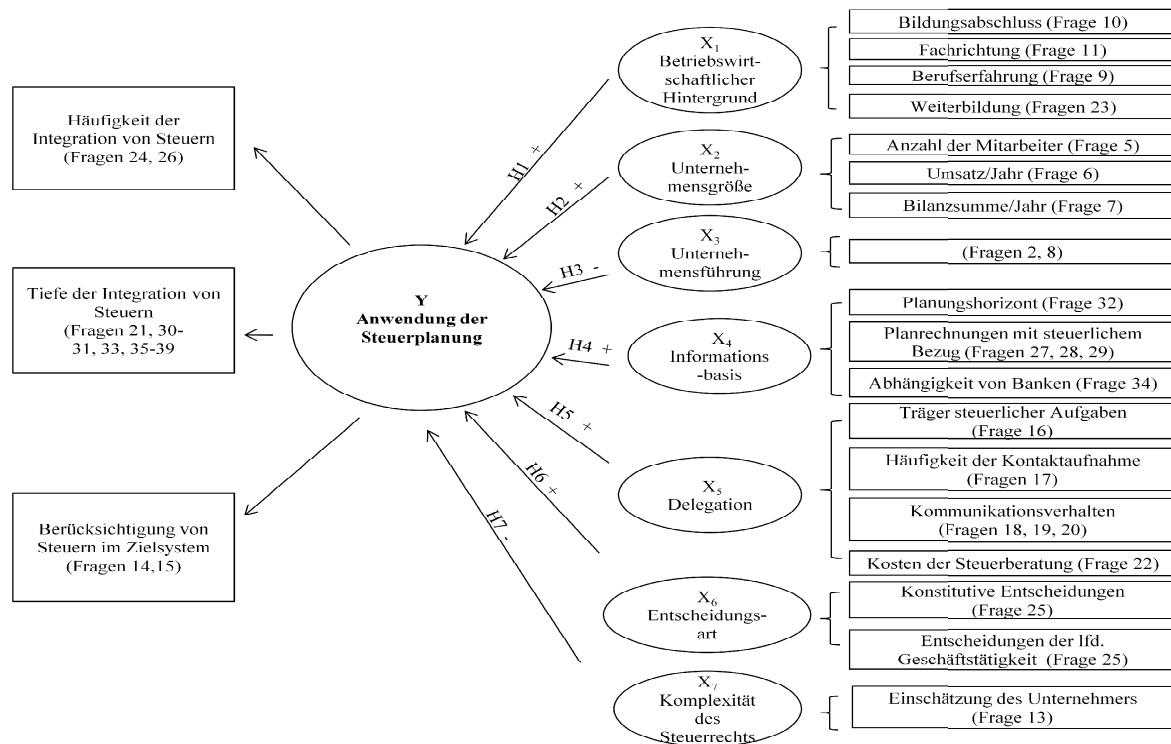 Häufigkeit der
Integration von Steuern
(Fragen 24, 26)
Tiefe der Integration von
Steuern
(Fragen 21, 30-
31, 33, 35-39
Berücksichtigung von
Steuern im Zielsystem
(Fragen 14,15)
Y
Anwendung der
Steuerplanung
H1 +
H2 +
H3 -
H4 +
H5 +
H6 +
H7 -
X1
Betriebswirt-
schaftlicher
Hintergrund
X2
Unterneh-
mensgröße
X3
Unterneh-
mensführung
X4
Informations
-basis
X5
Delegation
X6
Entscheidungs-
art
X7
Komplexität
des
Steuerrechts
Bildungsabschluss (Frage 10)
Fachrichtung (Frage 11)
Berufserfahrung (Frage 9)
Weiterbildung (Fragen 23)
Anzahl der Mitarbeiter (Frage 5)
Umsatz/Jahr (Frage 6)
Bilanzsumme/Jahr (Frage 7)
(Fragen 2, 8)
Planungshorizont (Frage 32)
Planrechnungen mit steuerlichem
Bezug (Fragen 27, 28, 29)
Abhängigkeit von Banken (Frage 34)
Träger steuerlicher Aufgaben
(Frage 16)
Häufigkeit der Kontaktaufnahme
(Fragen 17)
Kommunikationsverhalten
(Fragen 18, 19, 20)
Kosten der Steuerberatung (Frage 22)
Konstitutive Entscheidungen
(Frage 25)
Entscheidungen der lfd.
Geschäftstätigkeit (Frage 25)
Einschätzung des Unternehmers
(Frage 13)